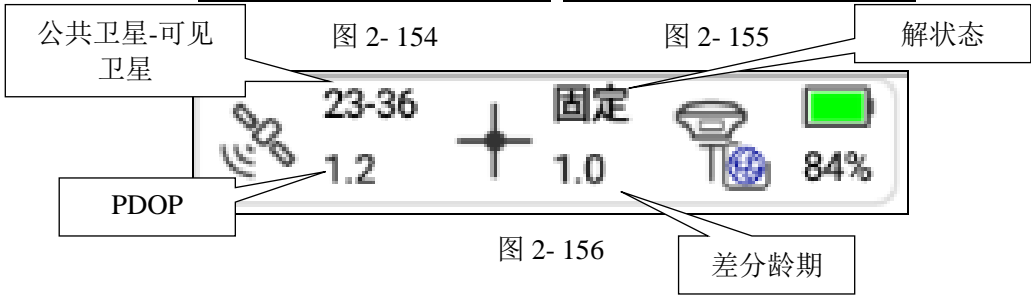 公共卫星-可见
卫星
图 2- 154
图 2- 155
解状态
23-36
固定
1.2
1.0
84%
PDOP
图 2- 156
差分龄期